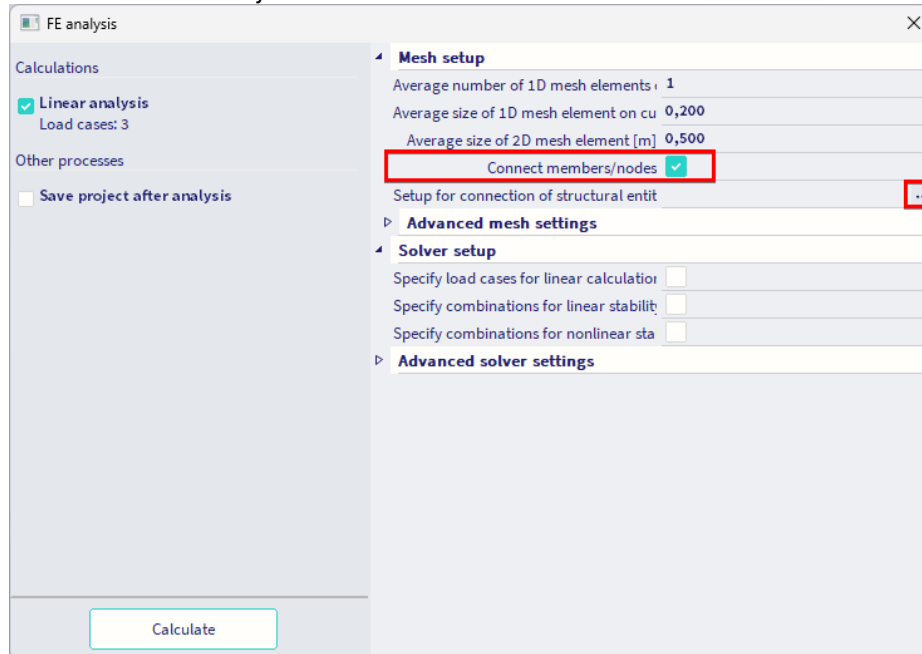 FE analysis
Calculations
Linear analysis
Load cases: 3
Other processes
Save project after analysis
Calculate
Mesh setup
Average number of 1D mesh elements 1
Average size of 1D mesh element on cu 0,200
Average size of 2D mesh element [m] 0,500
Connect members/nodes
Setup for connection of structural entit ..
Advanced mesh settings
Solver setup
Specify load cases for linear calculation
Specify combinations for linear stability
Specify combinations for nonlinear sta
Advanced solver settings